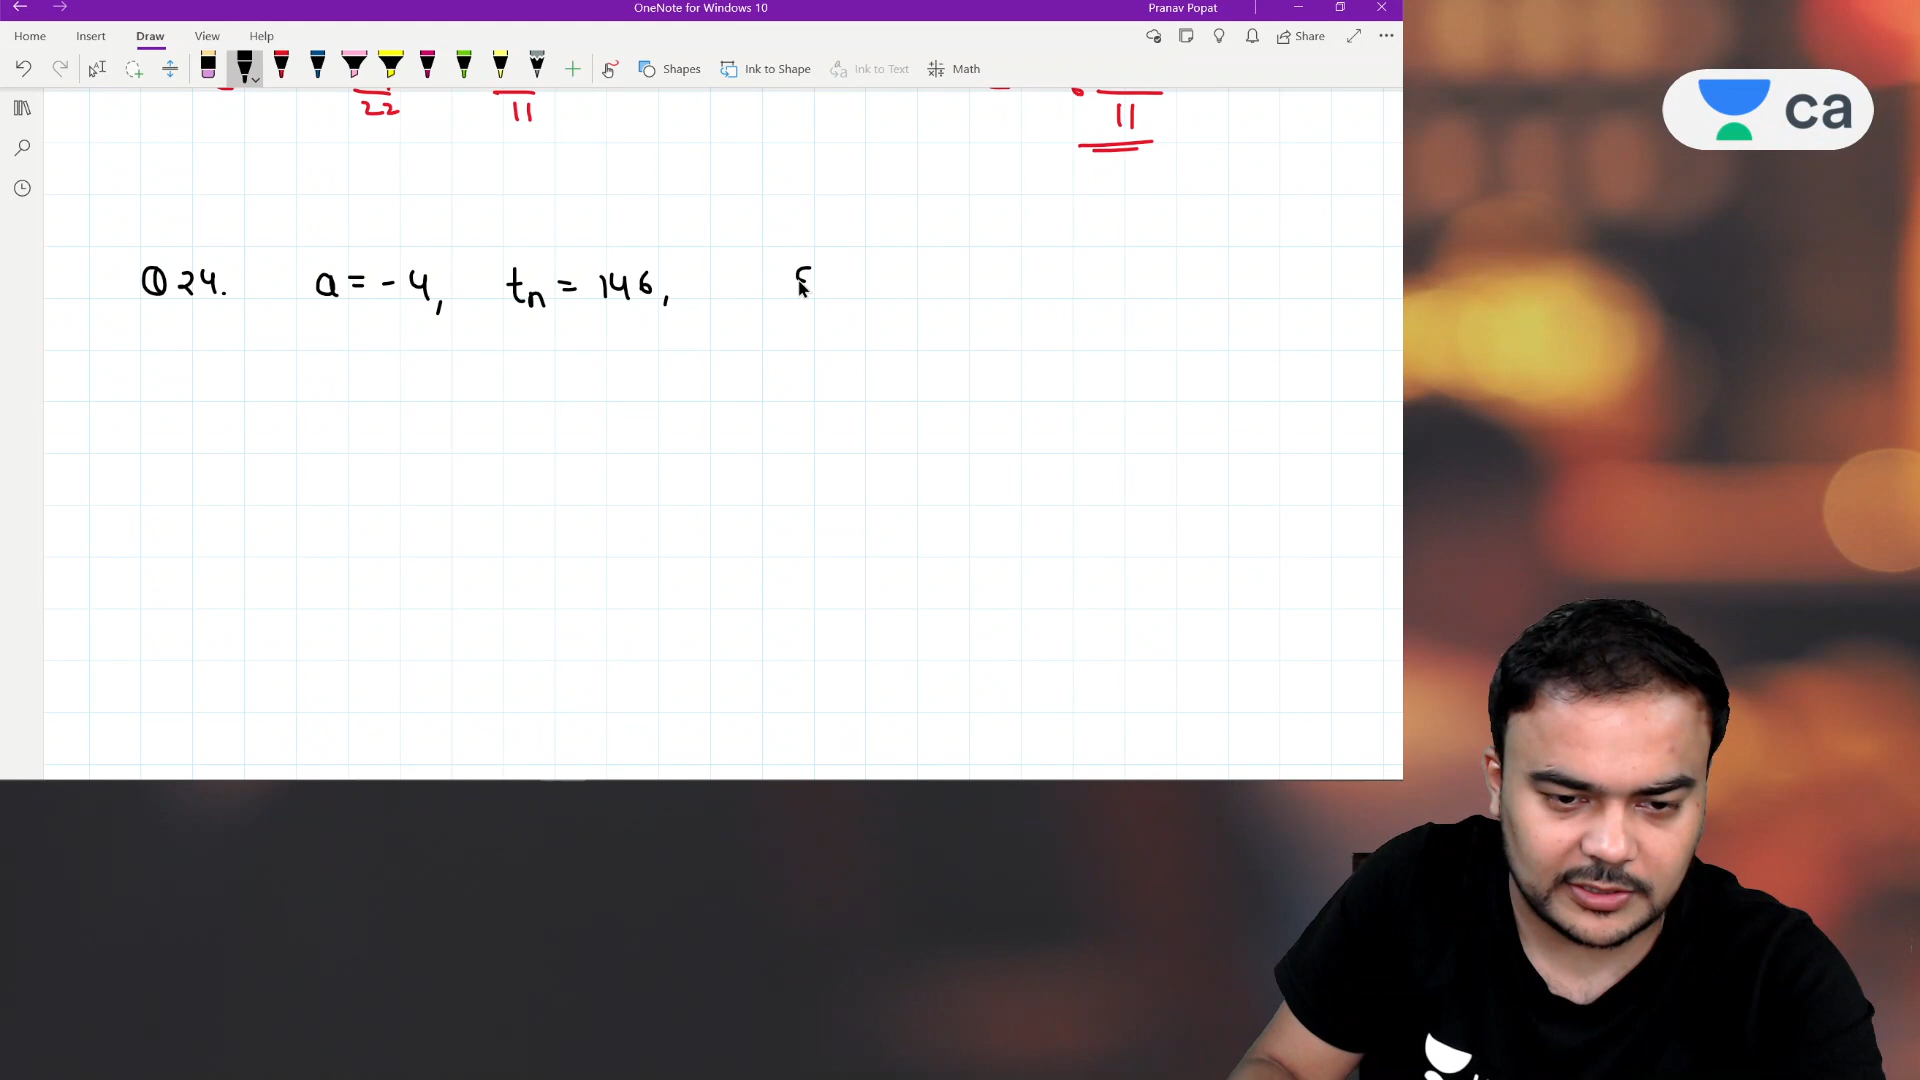 OneNote for Windows 10 Pranav Popat
Home Insert Draw View Help Share
Shapes Ink to Shape Ink to Text Math
ca
22 11 11
Q24. a = -4, tn = 146,